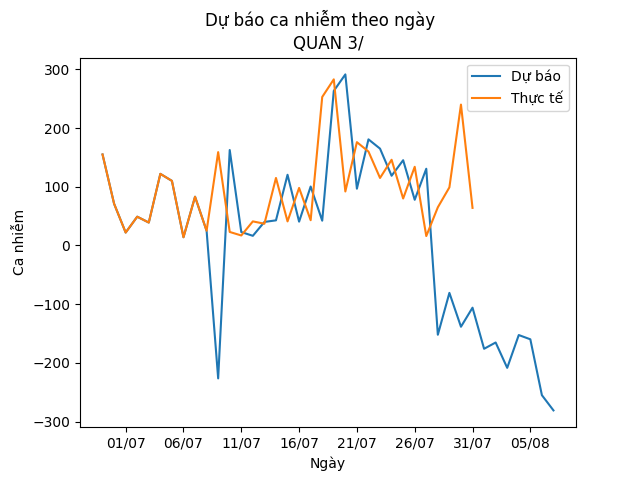 Dự báo ca nhiễm theo ngày
QUAN 3/
Dự báo
Thực tế
Ca nhiễm
300
200
100
0
−100
−200
−300
01/07
06/07
11/07
16/07
21/07
26/07
31/07
05/08
Ngày